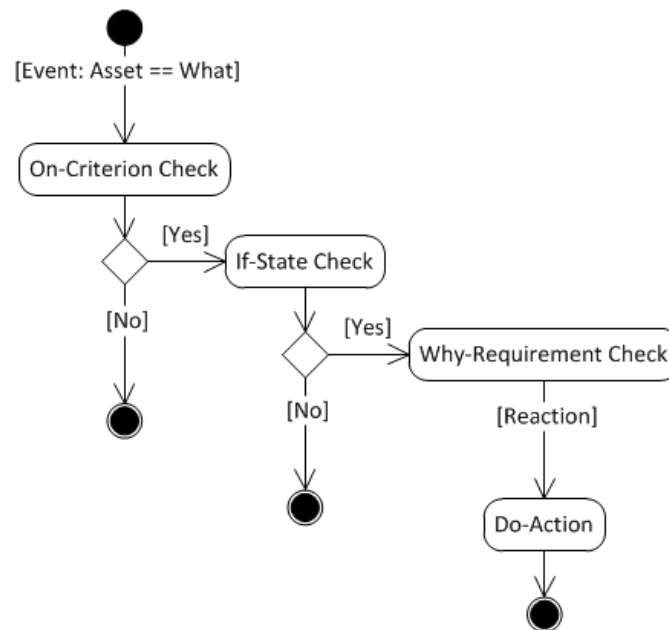 [Event: Asset == What]
On-Criterion Check
[Yes]
If-State Check
[No]
[Yes]
Why-Requirement Check
[No]
[Reaction]
Do-Action